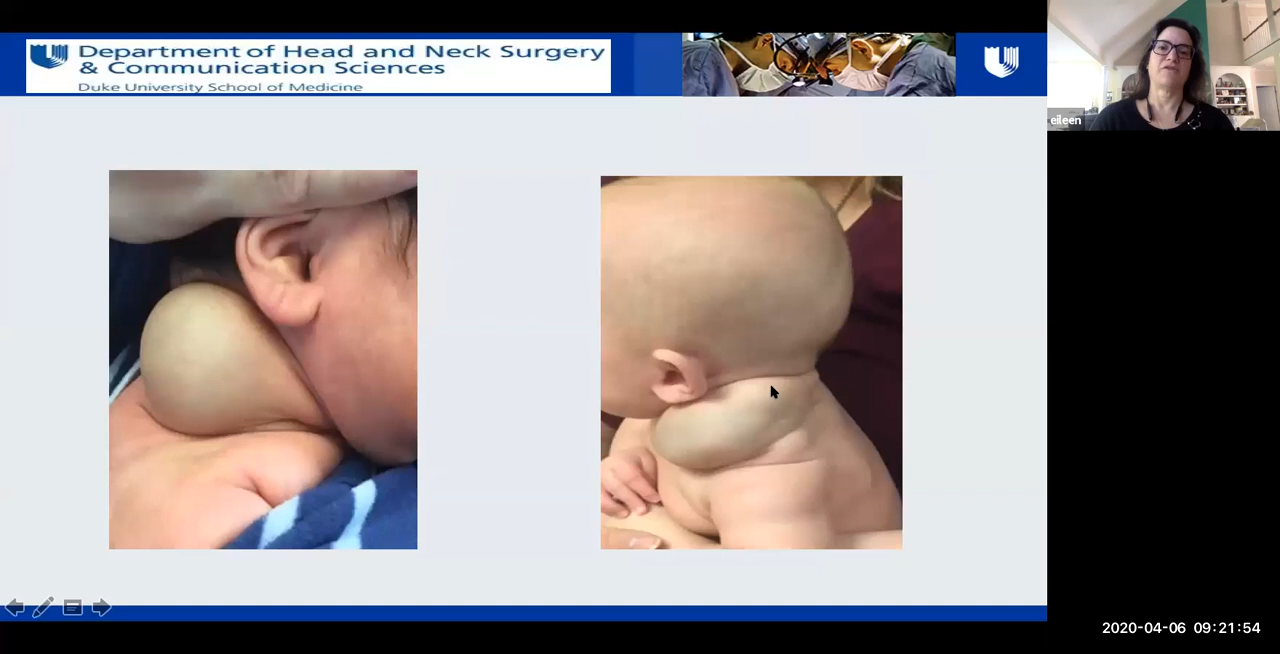 Department of Head and Neck Surgery
& Communication Sciences
Duke University School of Medicine
eileen
2020-04-06 09:21:54